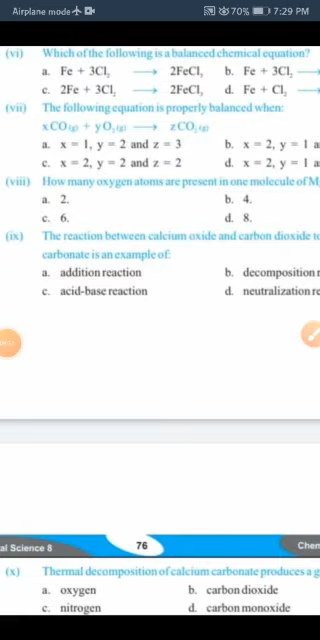 Airplane mode 70% 7:29 PM
(vi) Which of the following is a balanced chemical equation?
a. Fe + 3Cl₂ → 2FeCl₃ b. Fe + 3Cl₂ →
c. 2Fe + 3Cl₂ → 2FeCl₃ d. Fe + Cl₂ →
(vii) The following equation is properly balanced when:
xCO(g) + yO₂(g) → zCO₂(g)
a. x = 1, y = 2 and z = 3 b. x = 2, y = 1 a
c. x = 2, y = 2 and z = 2 d. x = 2, y = 1 a
(viii) How many oxygen atoms are present in one molecule of M
a. 2. b. 4.
c. 6. d. 8.
(ix) The reaction between calcium oxide and carbon dioxide to
carbonate is an example of:
a. addition reaction b. decomposition r
c. acid-base reaction d. neutralization re
al Science 8 76 Chem
(x) Thermal decomposition of calcium carbonate produces a g
a. oxygen b. carbon dioxide
c. nitrogen d. carbon monoxide